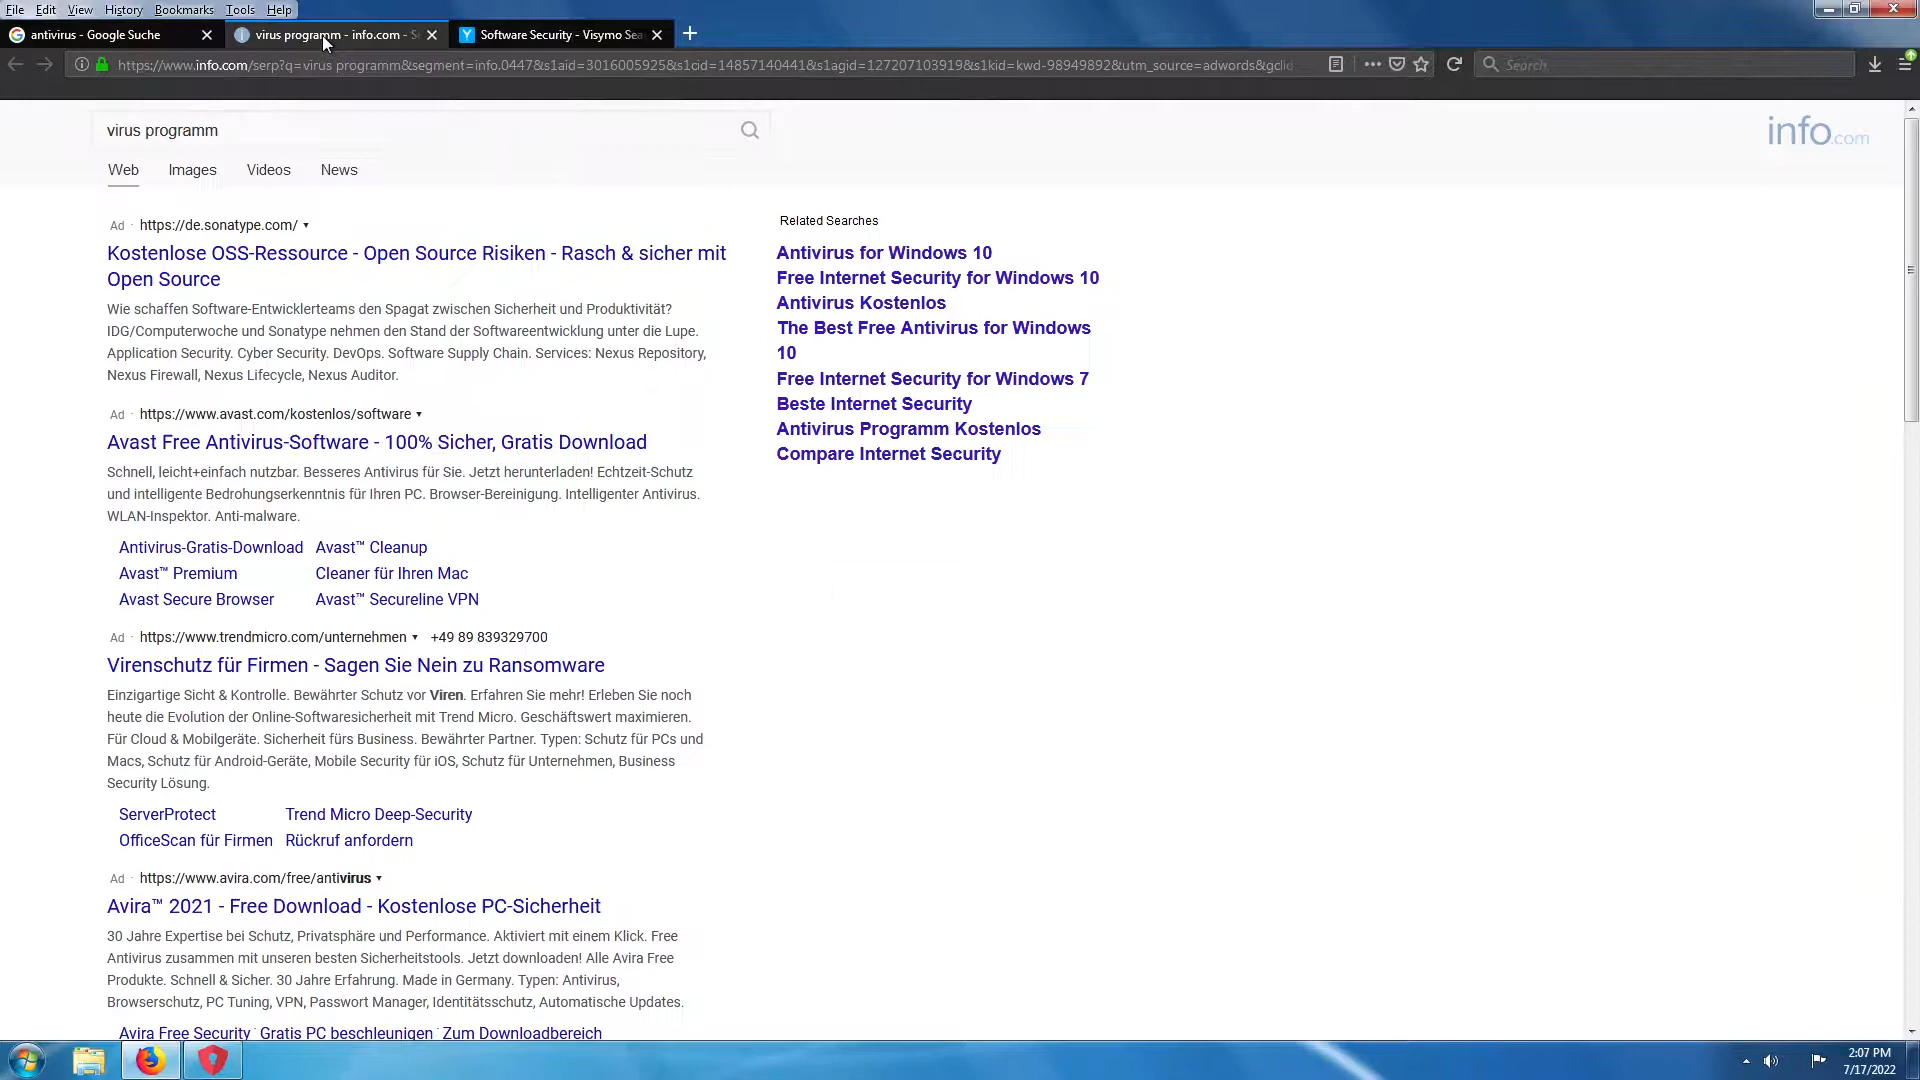 File Edit View History Bookmarks Tools Help
antivirus - Google Suche
virus programm - info.com - S
Software Security - Visymo Sea
https://www.info.com/serp?q=virus programm&segment=info.0447&s1aid=3016005925&s1cid=14857140441&s1agid=127207103919&s1kid=kwd-98949892&utm_source=adwords&gclid
Search
virus programm
info.com
Web Images Videos News
Ad · https://de.sonatype.com/
Kostenlose OSS-Ressource - Open Source Risiken - Rasch & sicher mit
Open Source
Wie schaffen Software-Entwicklerteams den Spagat zwischen Sicherheit und Produktivität?
IDG/Computerwoche und Sonatype nehmen den Stand der Softwareentwicklung unter die Lupe.
Application Security. Cyber Security. DevOps. Software Supply Chain. Services: Nexus Repository,
Nexus Firewall, Nexus Lifecycle, Nexus Auditor.
Ad · https://www.avast.com/kostenlos/software
Avast Free Antivirus-Software - 100% Sicher, Gratis Download
Schnell, leicht+einfach nutzbar. Besseres Antivirus für Sie. Jetzt herunterladen! Echtzeit-Schutz
und intelligente Bedrohungserkenntnis für Ihren PC. Browser-Bereinigung. Intelligenter Antivirus.
WLAN-Inspektor. Anti-malware.
Antivirus-Gratis-Download Avast™ Cleanup
Avast™ Premium Cleaner für Ihren Mac
Avast Secure Browser Avast™ Secureline VPN
Ad · https://www.trendmicro.com/unternehmen +49 89 839329700
Virenschutz für Firmen - Sagen Sie Nein zu Ransomware
Einzigartige Sicht & Kontrolle. Bewährter Schutz vor Viren. Erfahren Sie mehr! Erleben Sie noch
heute die Evolution der Online-Softwaresicherheit mit Trend Micro. Geschäftswert maximieren.
Für Cloud & Mobilgeräte. Sicherheit fürs Business. Bewährter Partner. Typen: Schutz für PCs und
Macs, Schutz für Android-Geräte, Mobile Security für iOS, Schutz für Unternehmen, Business
Security Lösung.
ServerProtect Trend Micro Deep-Security
OfficeScan für Firmen Rückruf anfordern
Ad · https://www.avira.com/free/antivirus
Avira™ 2021 - Free Download - Kostenlose PC-Sicherheit
30 Jahre Expertise bei Schutz, Privatsphäre und Performance. Aktiviert mit einem Klick. Free
Antivirus zusammen mit unseren besten Sicherheitstools. Jetzt downloaden! Alle Avira Free
Produkte. Schnell & Sicher. 30 Jahre Erfahrung. Made in Germany. Typen: Antivirus,
Browserschutz, PC Tuning, VPN, Passwort Manager, Identitätsschutz, Automatische Updates.
Avira Free Security · Gratis PC beschleunigen · Zum Downloadbereich
Related Searches
Antivirus for Windows 10
Free Internet Security for Windows 10
Antivirus Kostenlos
The Best Free Antivirus for Windows
10
Free Internet Security for Windows 7
Beste Internet Security
Antivirus Programm Kostenlos
Compare Internet Security
2:07 PM
7/17/2022